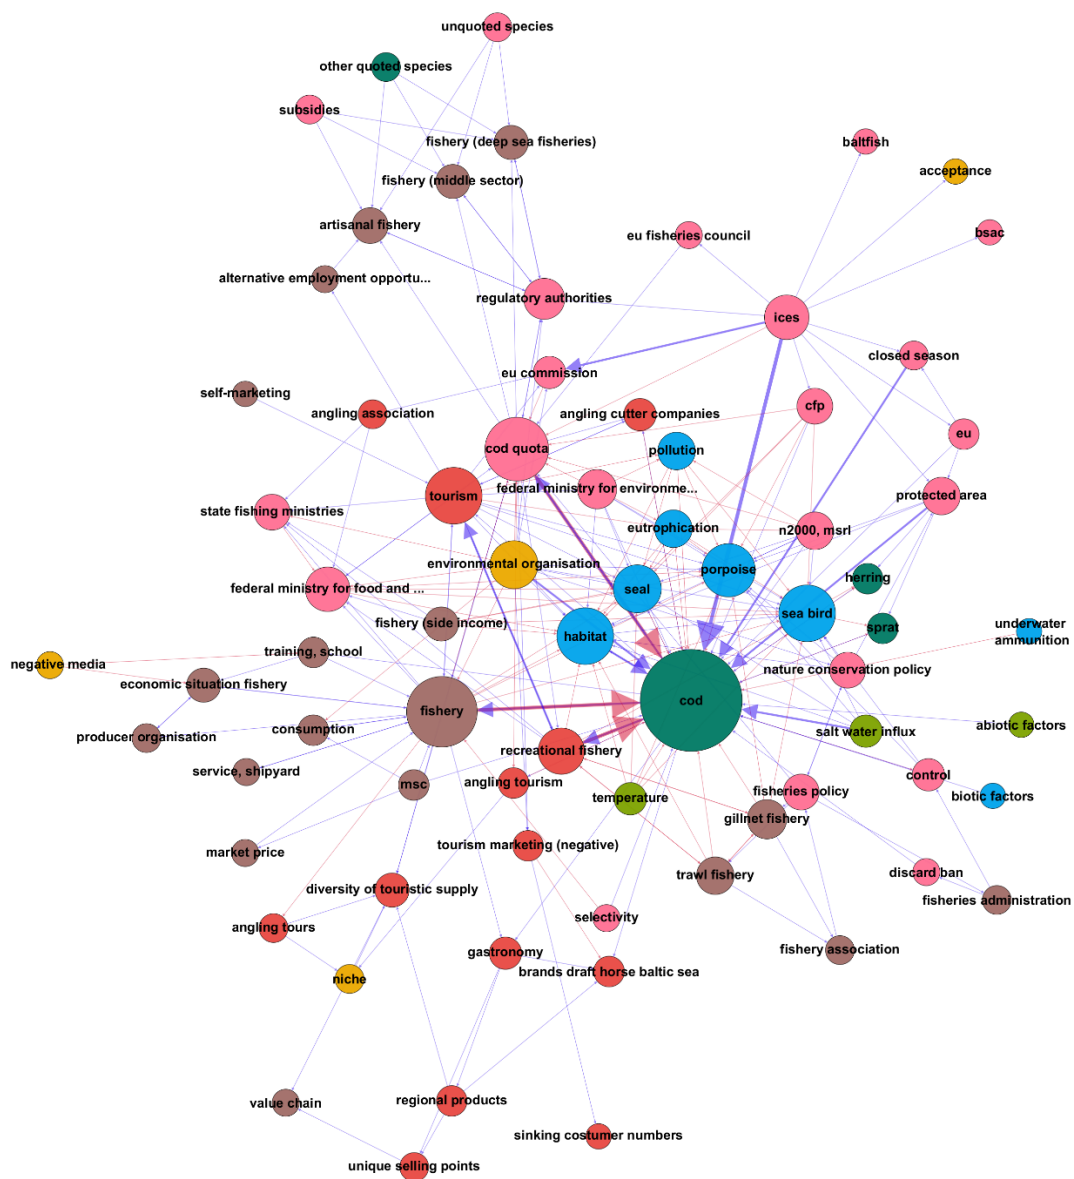 unquoted species
other quoted species
subsidies
fishery (deep sea fisheries)
baltfish
acceptance
fishery (middle sector)
artisanal fishery
eu fisheries council
bsac
alternative employment opportu...
regulatory authorities
ices
closed season
eu commission
self-marketing
angling association
angling cutter companies
cfp
eu
cod quota
pollution
tourism
federal ministry for environme...
protected area
state fishing ministries
eutrophication
n2000, msrl
environmental organisation
porpoise
herring
federal ministry for food and ...
seal
sea bird
fishery (side income)
habitat
sprat
underwater
ammunition
training, school
negative media
nature conservation policy
economic situation fishery
cod
fishery
consumption
producer organisation
recreational fishery
salt water influx
abiotic factors
service, shipyard
msc
angling tourism
temperature
fisheries policy
control
biotic factors
gillnet fishery
market price
tourism marketing (negative)
trawl fishery
discard ban
diversity of touristic supply
fisheries administration
selectivity
angling tours
gastronomy
fishery association
niche
brands draft horse baltic sea
value chain
regional products
sinking costumer numbers
unique selling points